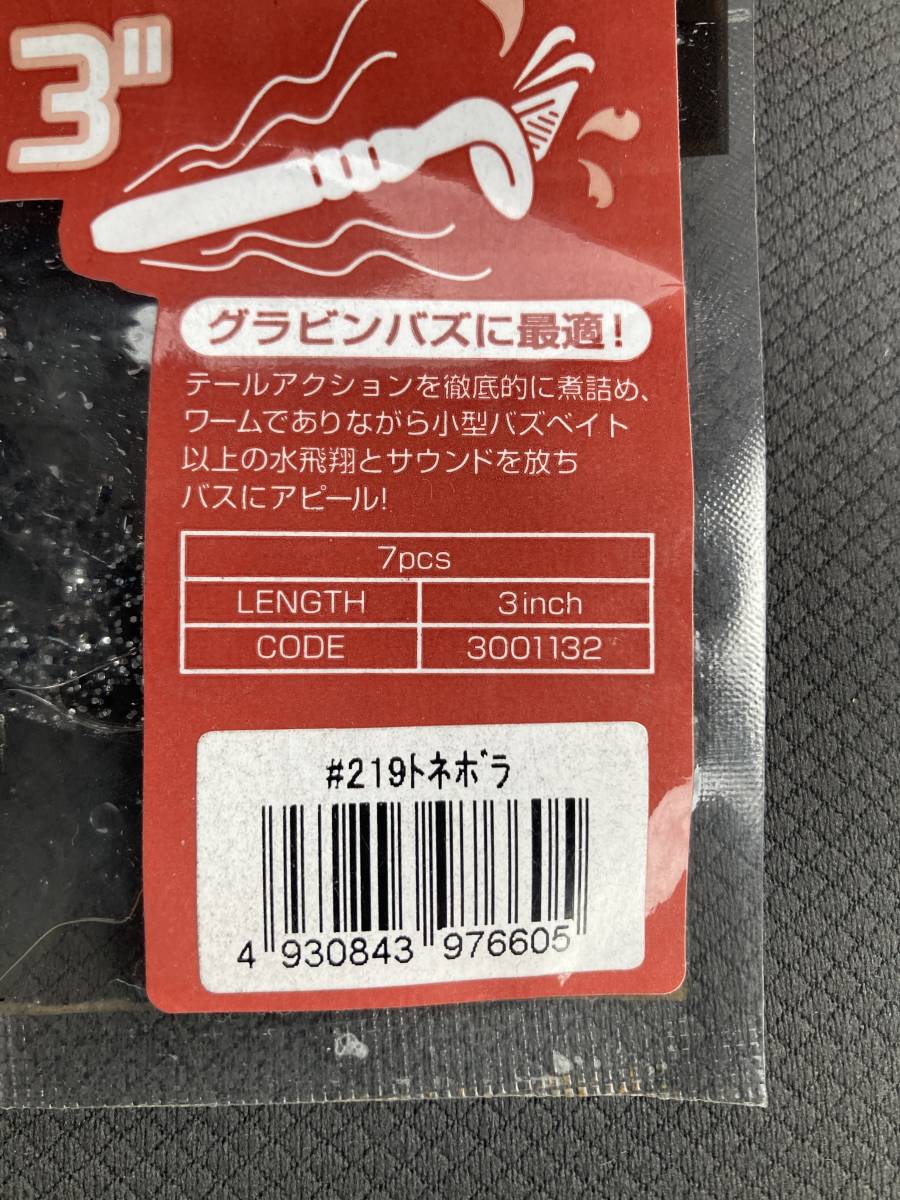 3"
グラビンバズに最適!
テールアクションを徹底的に煮詰め、
ワームでありながら小型バズベイト
以上の水飛翔とサウンドを放ち
バスにアピール!
7pcs
LENGTH 3inch
CODE 3001132
#219トネボラ
4 930843 976605